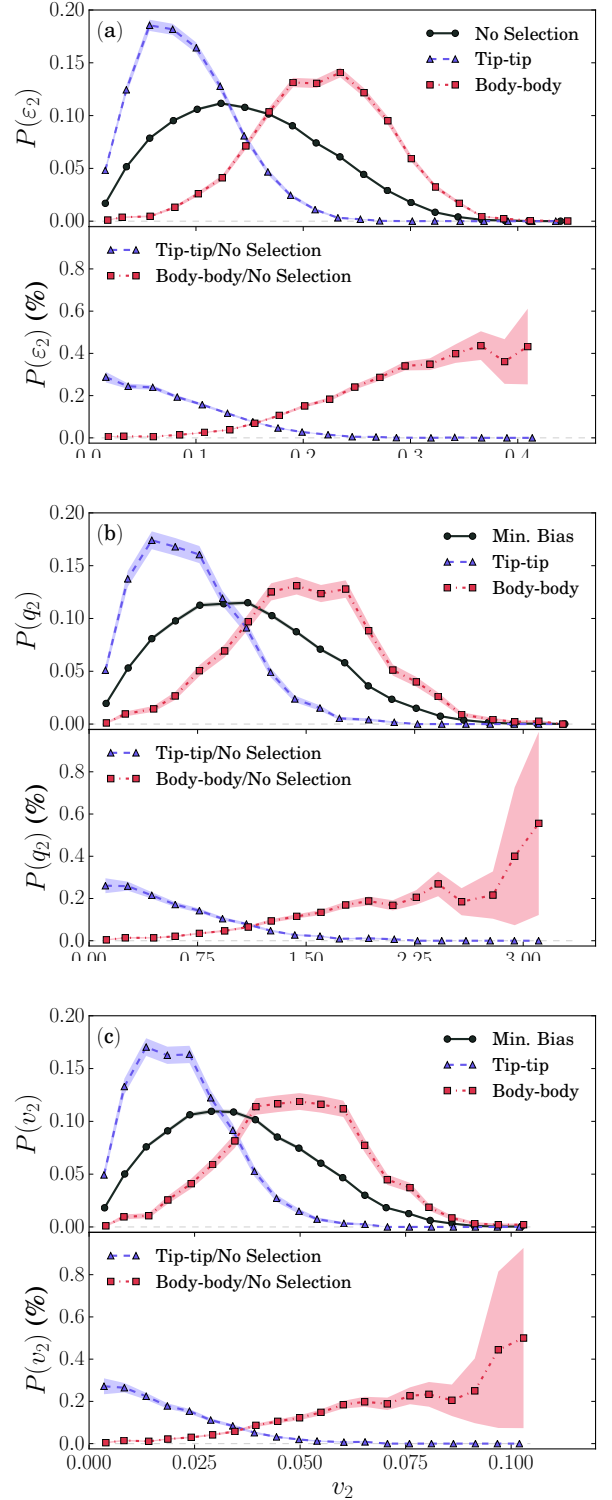 0.20
(a)
No Selection
Tip-tip
Body-body
0.15
0.10
0.05
0.00
P(ε₂)
Tip-tip/No Selection
Body-body/No Selection
0.8
0.6
0.4
0.2
0.0
P(ε₂) (%)
0.0 0.1 0.2 0.3 0.4
0.20
(b)
Min. Bias
Tip-tip
Body-body
0.15
0.10
0.05
0.00
P(q₂)
Tip-tip/No Selection
Body-body/No Selection
0.8
0.6
0.4
0.2
0.0
P(q₂) (%)
0.00 0.75 1.50 2.25 3.00
0.20
(c)
Min. Bias
Tip-tip
Body-body
0.15
0.10
0.05
0.00
P(v₂)
Tip-tip/No Selection
Body-body/No Selection
0.8
0.6
0.4
0.2
0.0
P(v₂) (%)
0.000 0.025 0.050 0.075 0.100
v₂